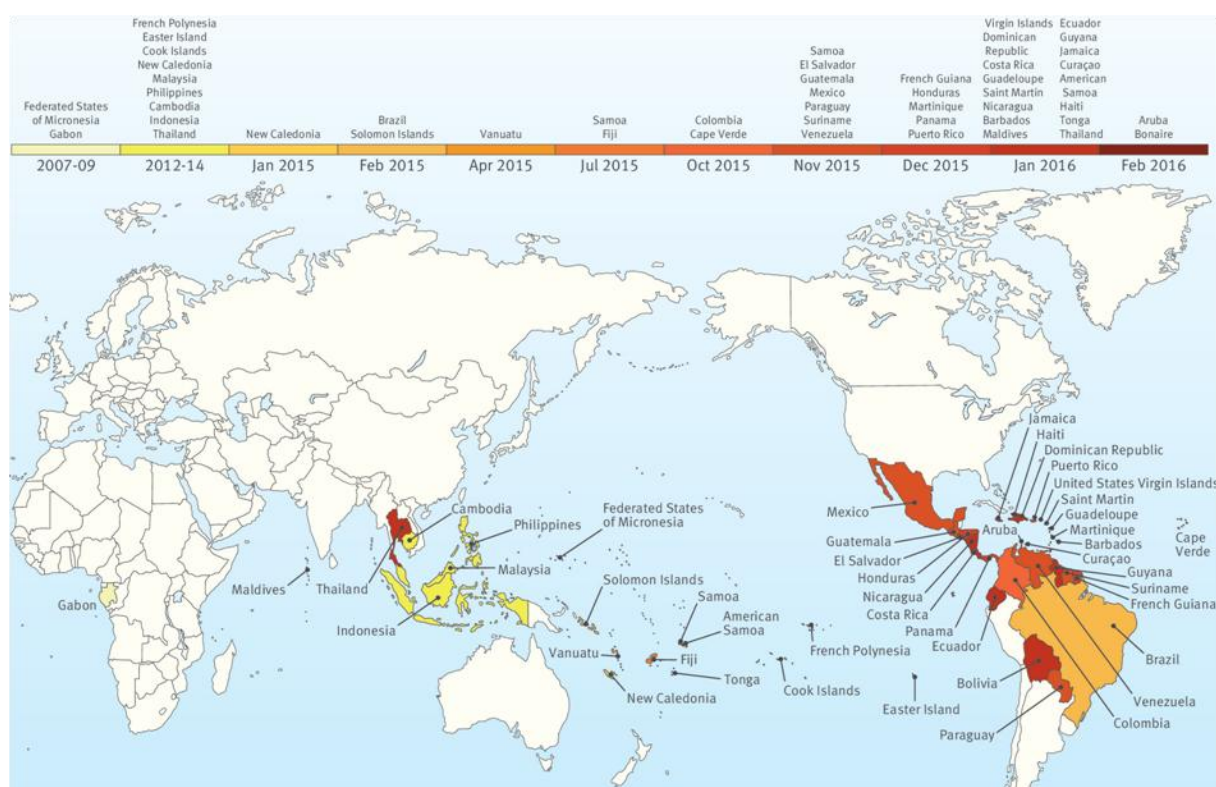 Federated States
of Micronesia
Gabon
French Polynesia
Easter Island
Cook Islands
New Caledonia
Malaysia
Philippines
Cambodia
Indonesia
Thailand
New Caledonia
Brazil
Solomon Islands
Vanuatu
Samoa
Fiji
Colombia
Cape Verde
Samoa
El Salvador
Guatemala
Mexico
Paraguay
Suriname
Venezuela
French Guiana
Honduras
Martinique
Panama
Puerto Rico
Virgin Islands
Dominican
Republic
Costa Rica
Guadeloupe
Saint Martin
Nicaragua
Barbados
Maldives
Ecuador
Guyana
Jamaica
Curaçao
American
Samoa
Haiti
Tonga
Thailand
Aruba
Bonaire
2007-09
2012-14
Jan 2015
Feb 2015
Apr 2015
Jul 2015
Oct 2015
Nov 2015
Dec 2015
Jan 2016
Feb 2016
Jamaica
Haiti
Dominican Republic
Puerto Rico
United States Virgin Islands
Saint Martin
Guadeloupe
Martinique
Barbados
Curaçao
Cape
Verde
Aruba
Mexico
Guatemala
El Salvador
Honduras
Nicaragua
Costa Rica
Panama
Ecuador
Guyana
Suriname
French Guiana
Brazil
Venezuela
Colombia
Bolivia
Paraguay
Cambodia
Philippines
Federated States
of Micronesia
Malaysia
Thailand
Maldives
Gabon
Indonesia
Solomon Islands
Samoa
American
Samoa
Vanuatu
Fiji
Tonga
New Caledonia
French Polynesia
Cook Islands
Easter Island